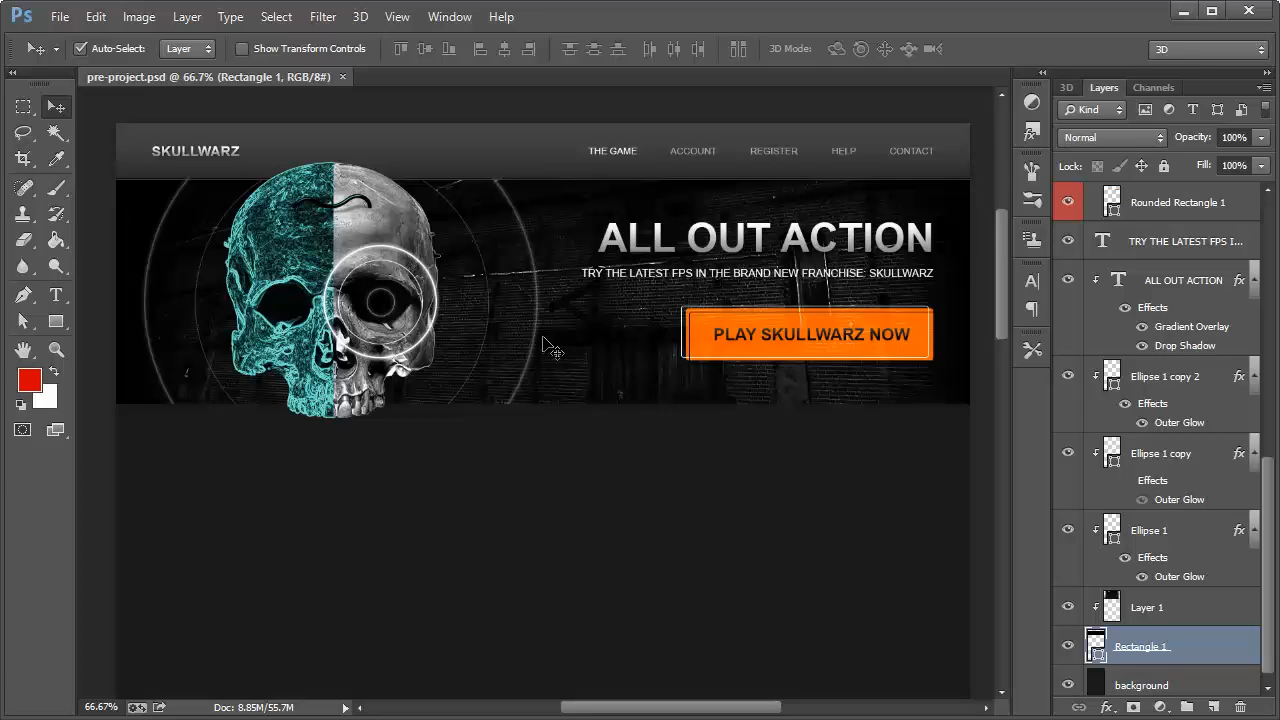 Ps File Edit Image Layer Type Select Filter 3D View Window Help
Auto-Select: Layer Show Transform Controls 3D Mode: 3D
pre-project.psd @ 66.7% (Rectangle 1, RGB/8#) ×
3D Layers Channels
Kind
Normal Opacity: 100%
Lock: Fill: 100%
SKULLWARZ THE GAME ACCOUNT REGISTER HELP CONTACT
ALL OUT ACTION
TRY THE LATEST FPS IN THE BRAND NEW FRANCHISE: SKULLWARZ
PLAY SKULLWARZ NOW
Rounded Rectangle 1
TRY THE LATEST FPS I...
ALL OUT ACTION fx
Effects
Gradient Overlay
Drop Shadow
Ellipse 1 copy 2 fx
Effects
Outer Glow
Ellipse 1 copy fx
Effects
Outer Glow
Ellipse 1 fx
Effects
Outer Glow
Layer 1
Rectangle 1
background
66.67% Doc: 8.85M/55.7M